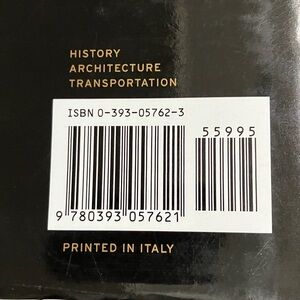 HISTORY
ARCHITECTURE
TRANSPORTATION
ISBN 0-393-05762-3
55995
9 780393 057621
PRINTED IN ITALY